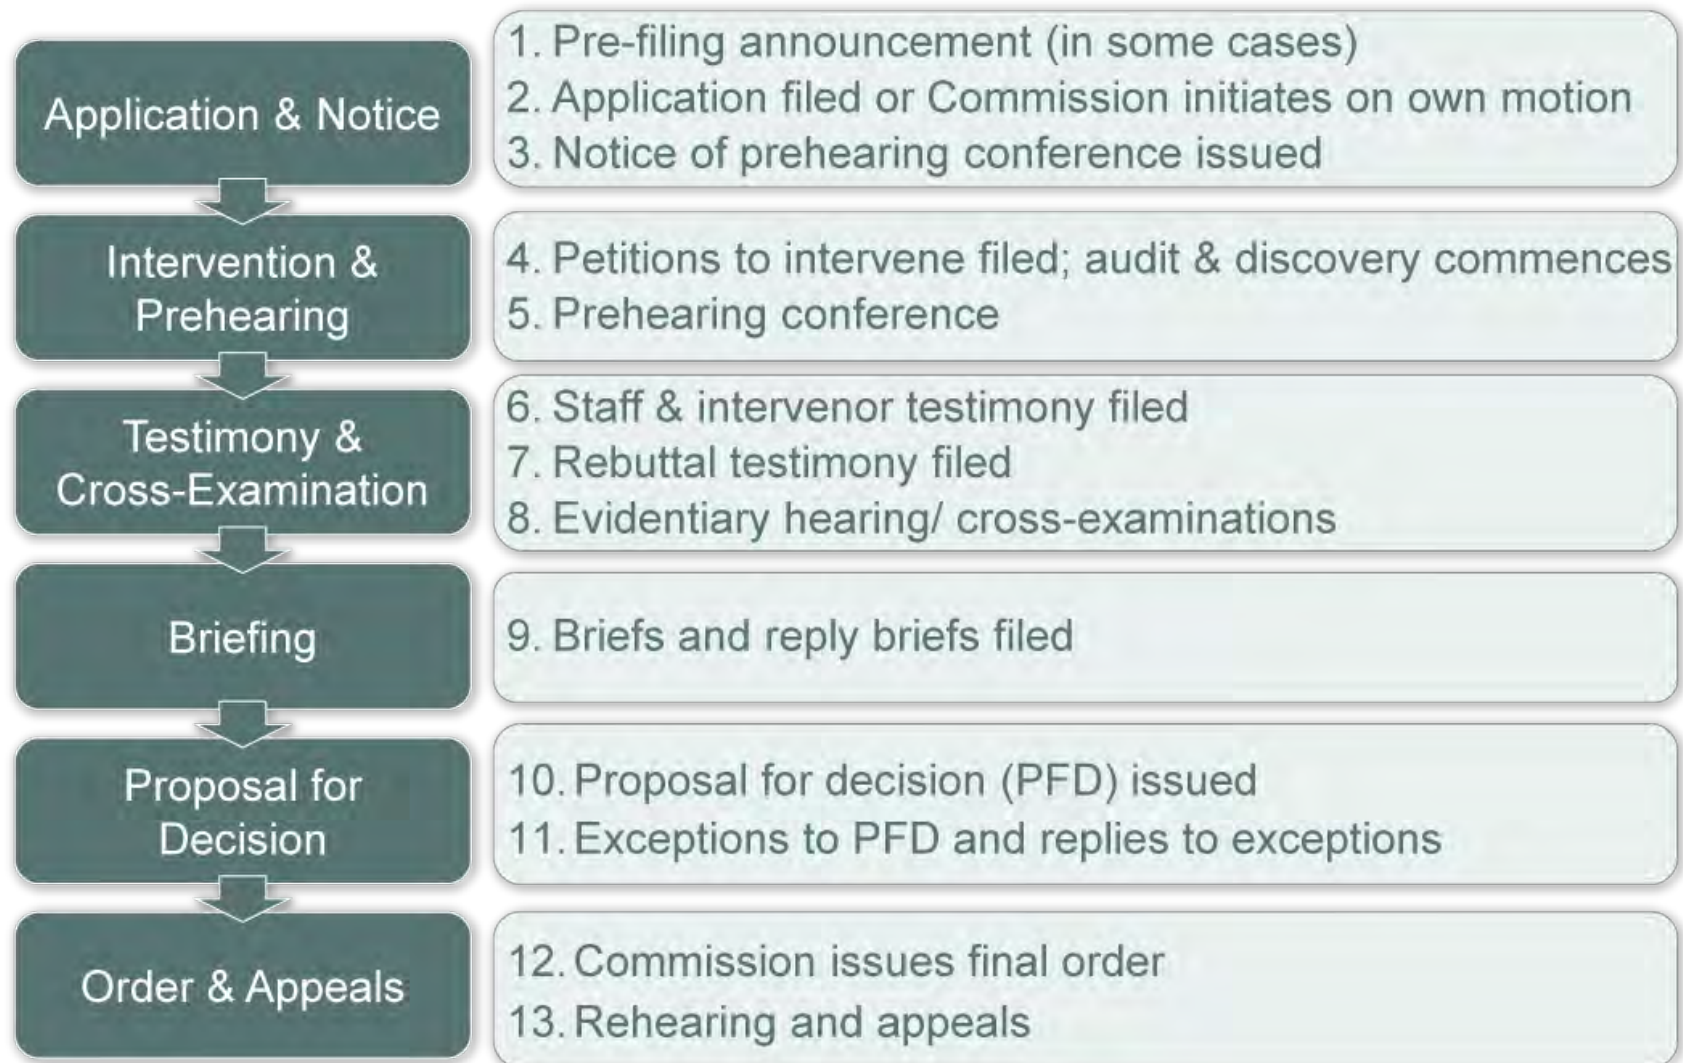 Application & Notice
1. Pre-filing announcement (in some cases)
2. Application filed or Commission initiates on own motion
3. Notice of prehearing conference issued
Intervention &
Prehearing
4. Petitions to intervene filed; audit & discovery commences
5. Prehearing conference
Testimony &
Cross-Examination
6. Staff & intervenor testimony filed
7. Rebuttal testimony filed
8. Evidentiary hearing/ cross-examinations
Briefing
9. Briefs and reply briefs filed
Proposal for
Decision
10. Proposal for decision (PFD) issued
11. Exceptions to PFD and replies to exceptions
Order & Appeals
12. Commission issues final order
13. Rehearing and appeals